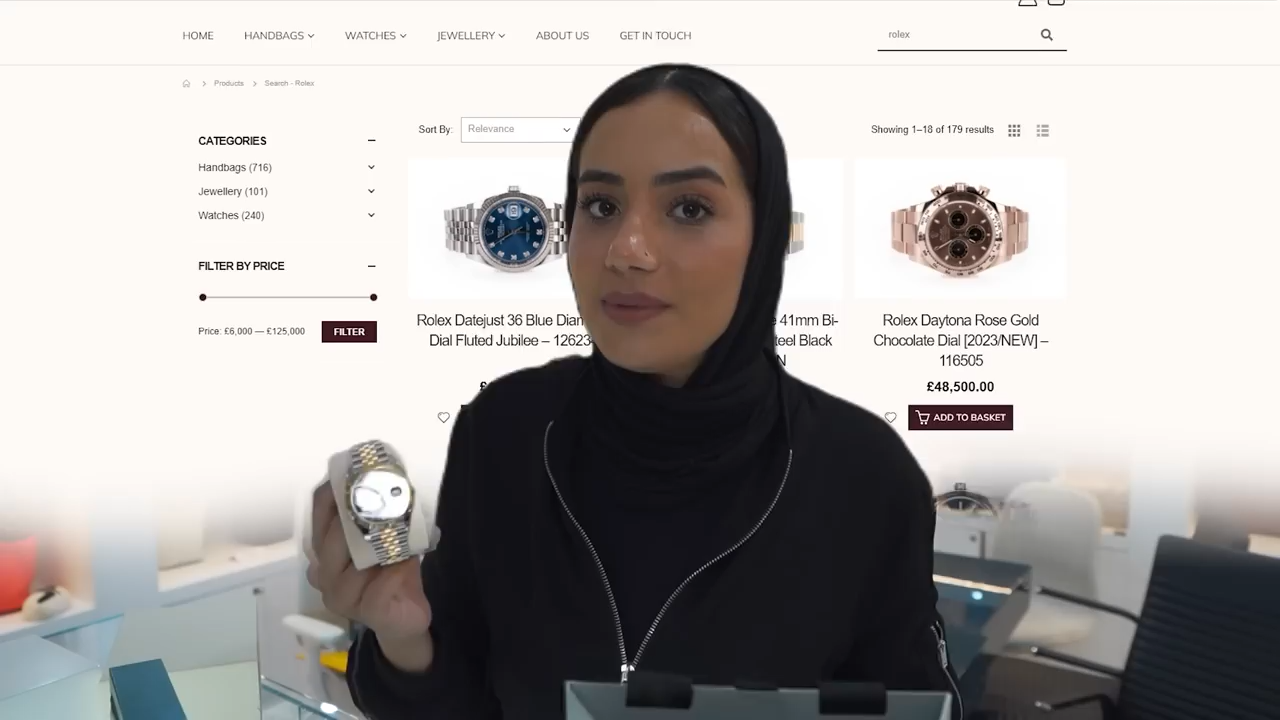 HOME
HANDBAGS
WATCHES
JEWELLERY
ABOUT US
GET IN TOUCH
rolex
Products
Search - Rolex
CATEGORIES
Handbags (716)
Jewellery (101)
Watches (240)
FILTER BY PRICE
Price: £6,000 — £125,000
FILTER
Sort By:
Relevance
Showing 1–18 of 179 results
Rolex Datejust 36 Blue
Dial Fluted Jubilee –
41mm Bi-
Black
Rolex Daytona Rose Gold
Chocolate Dial [2023/NEW] –
116505
£48,500.00
ADD TO BASKET